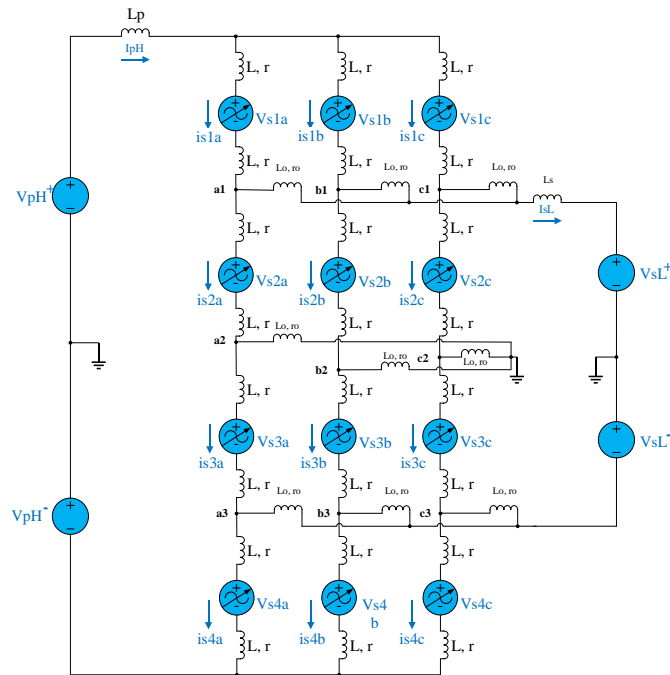 Lp
IpH
L, r L, r L, r
Vs1a Vs1b Vs1c
is1a is1b is1c
L, r L, r L, r
Lo, ro Lo, ro Lo, ro Ls
a1 b1 c1
VpH+
IsL
L, r L, r L, r
Vs2a Vs2b Vs2c VsL+
is2a is2b is2c
L, r L, r L, r
a2 Lo, ro
b2 Lo, ro c2 Lo, ro
L, r L, r L, r
Vs3a Vs3b Vs3c VsL-
is3a is3b is3c
L, r L, r L, r
Lo, ro Lo, ro Lo, ro
a3 b3 c3
VpH-
L, r L, r L, r
Vs4a Vs4 b Vs4c
is4a is4b is4c
L, r L, r L, r